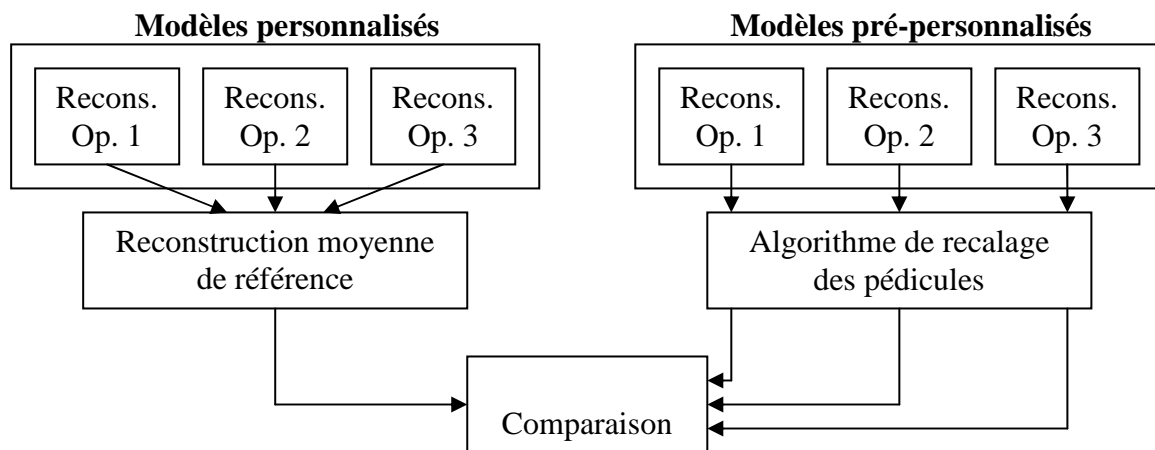 Modèles personnalisés
Recons.
Op. 1
Recons.
Op. 2
Recons.
Op. 3
Reconstruction moyenne
de référence
Modèles pré-personnalisés
Recons.
Op. 1
Recons.
Op. 2
Recons.
Op. 3
Algorithme de recalage
des pédicules
Comparaison